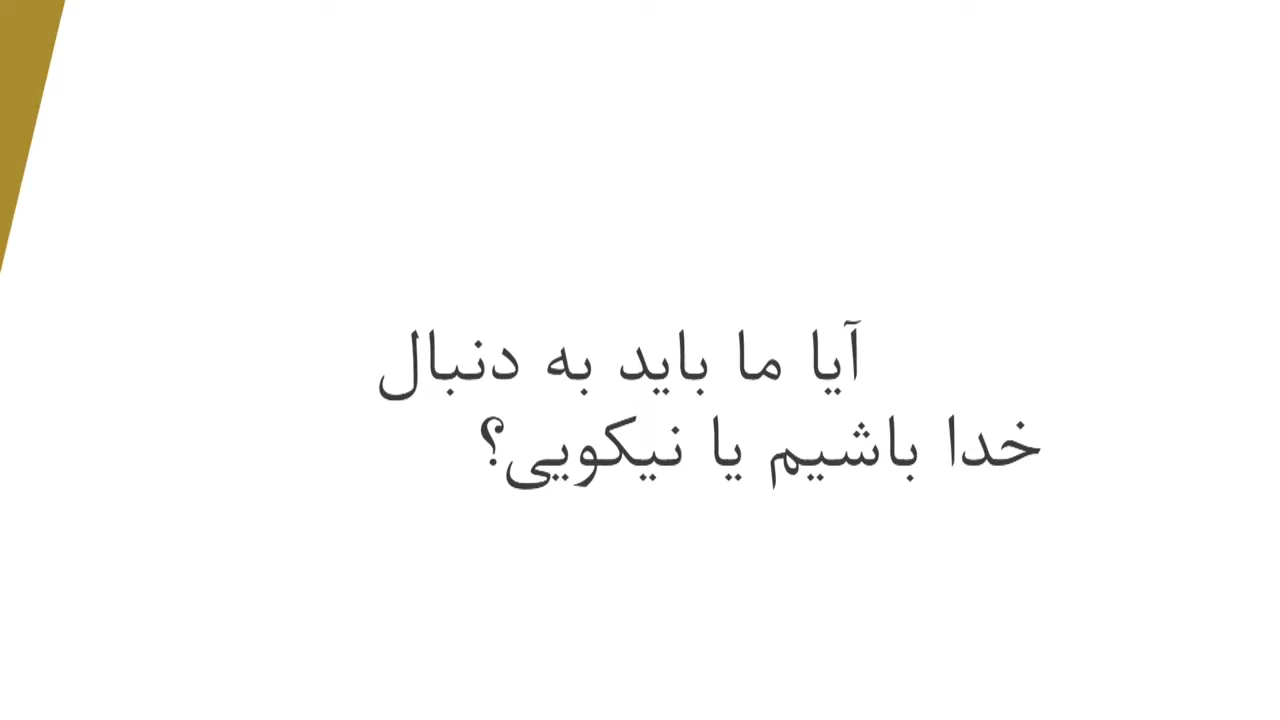 آیا ما باید به دنبال
خدا باشیم یا نیکویی؟